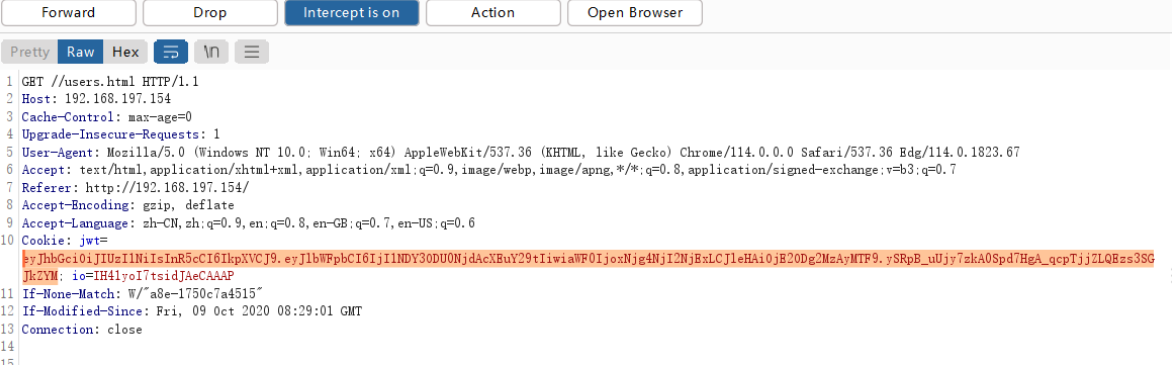 Forward Drop Intercept is on Action Open Browser
Pretty Raw Hex \n
1 GET //users.html HTTP/1.1
2 Host: 192.168.197.154
3 Cache-Control: max-age=0
4 Upgrade-Insecure-Requests: 1
5 User-Agent: Mozilla/5.0 (Windows NT 10.0; Win64; x64) AppleWebKit/537.36 (KHTML, like Gecko) Chrome/114.0.0.0 Safari/537.36 Edg/114.0.1823.67
6 Accept: text/html,application/xhtml+xml,application/xml;q=0.9,image/webp,image/apng,*/*;q=0.8,application/signed-exchange;v=b3;q=0.7
7 Referer: http://192.168.197.154/
8 Accept-Encoding: gzip, deflate
9 Accept-Language: zh-CN,zh;q=0.9,en;q=0.8,en-GB;q=0.7,en-US;q=0.6
10 Cookie: jwt=
eyJhbGciOiJIUzI1NiIsInR5cCI6IkpXVCJ9.eyJlbWFpbCI6IjI1NDY3ODU0NjdAcXEuY29tIiwiaWF0IjoxNjg4NjI2NjExLCJleHAiOjE2ODg2MzAyMTF9.ySRpB_uUjy7zkA0Spd7HgA_qcpTjjZLQEzs3SG
JkZYM; io=IH41yoI7tsidJAeCAAAP
11 If-None-Match: W/"a8e-1750c7a4515"
12 If-Modified-Since: Fri, 09 Oct 2020 08:29:01 GMT
13 Connection: close
14
15